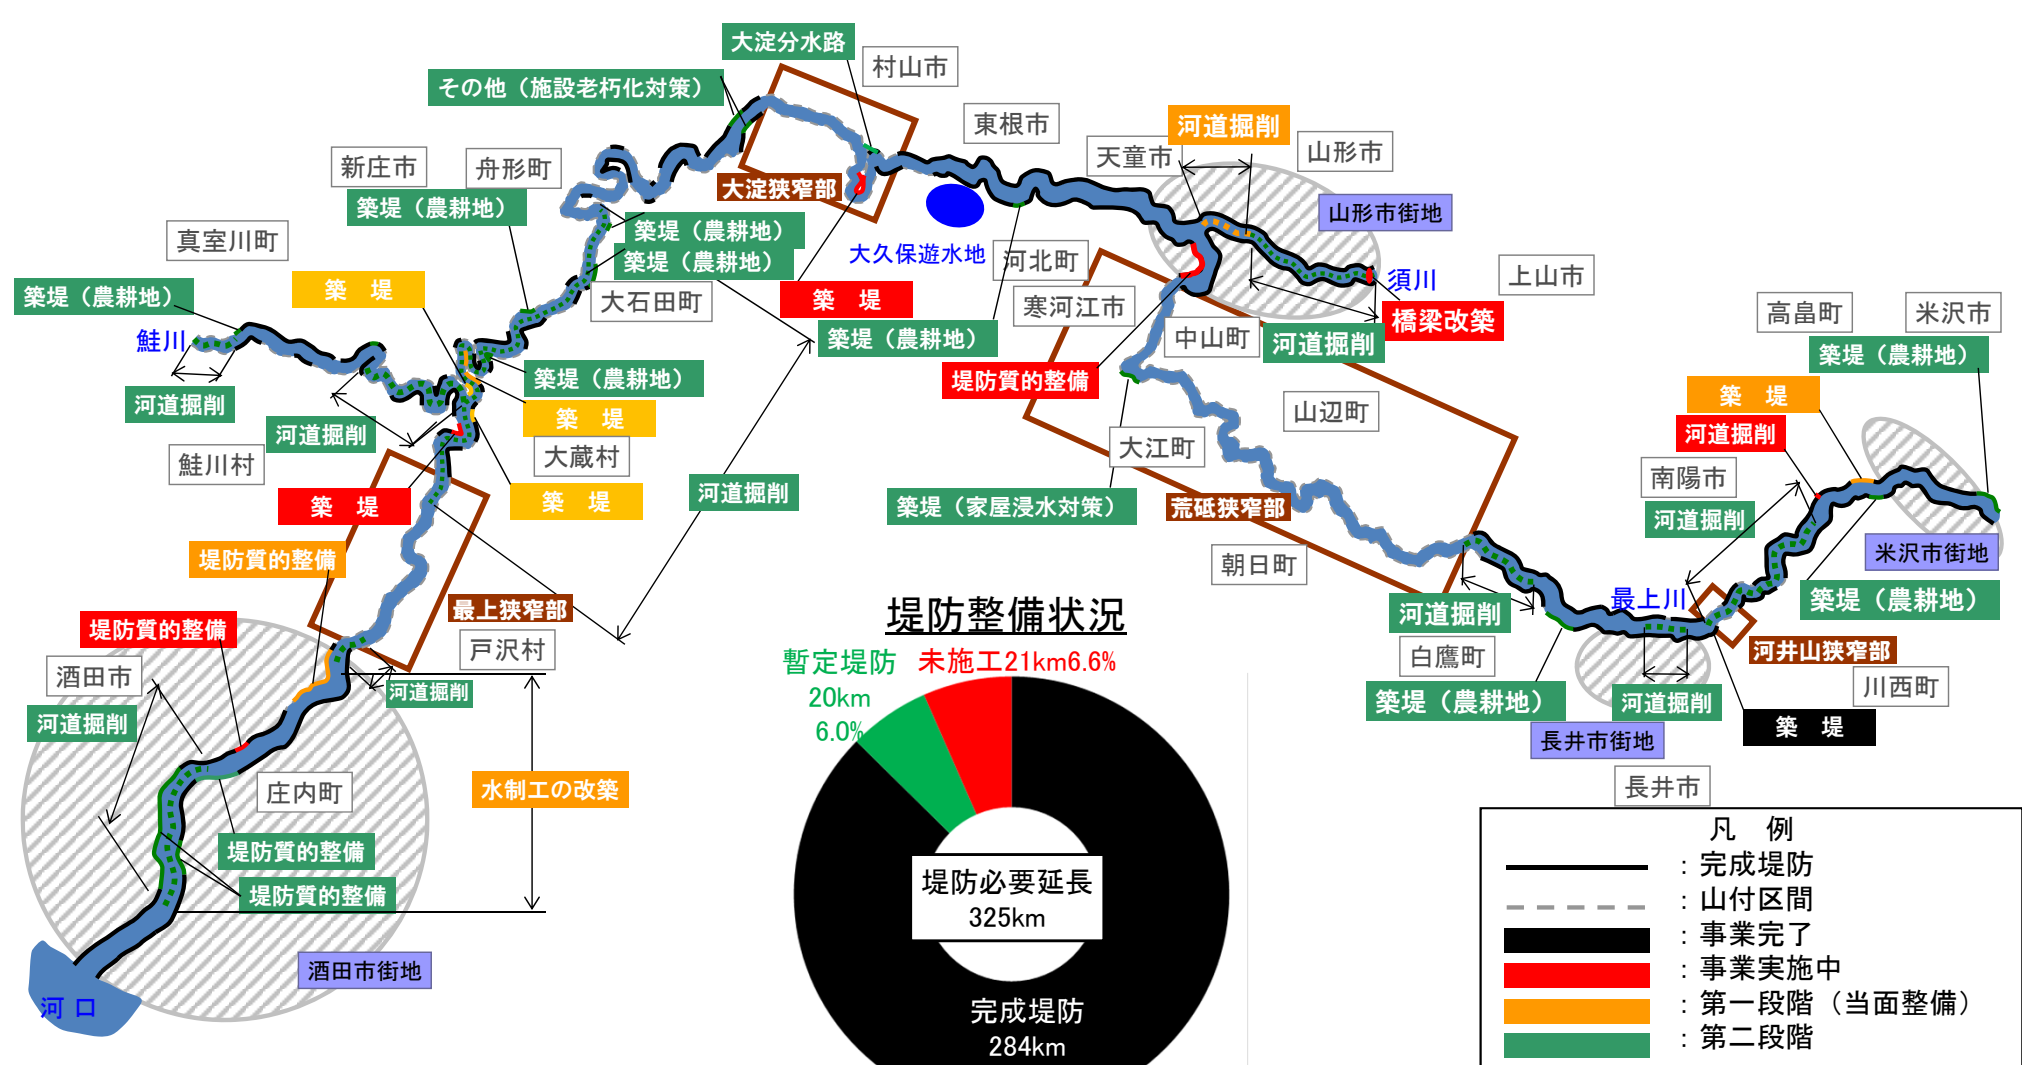 大淀分水路
村山市
その他（施設老朽化対策）
東根市
河道掘削
天童市
山形市
新庄市
舟形町
大淀狭窄部
築堤（農耕地）
山形市街地
築堤（農耕地）
真室川町
大久保遊水地
河北町
築堤（農耕地）
須川
上山市
築堤（農耕地）
築　堤
大石田町
築　堤
寒河江市
橋梁改築
高畠町
米沢市
鮭川
築堤（農耕地）
中山町
河道掘削
築堤（農耕地）
築堤（農耕地）
堤防質的整備
河道掘削
築　堤
築　堤
山辺町
河道掘削
河道掘削
大江町
鮭川村
大蔵村
南陽市
築　堤
築　堤
河道掘削
築堤（家屋浸水対策）
荒砥狭窄部
河道掘削
堤防質的整備
朝日町
米沢市街地
最上狭窄部
最上川
築堤（農耕地）
堤防質的整備
堤防整備状況
河道掘削
戸沢村
河井山狭窄部
酒田市
暫定堤防
20km
6.0%
未施工21km6.6%
白鷹町
川西町
河道掘削
河道掘削
築堤（農耕地）
河道掘削
築　堤
長井市街地
庄内町
水制工の改築
長井市
堤防質的整備
堤防質的整備
堤防必要延長
325km
酒田市街地
河口
完成堤防
284km
凡　例
：完成堤防
：山付区間
：事業完了
：事業実施中
：第一段階（当面整備）
：第二段階